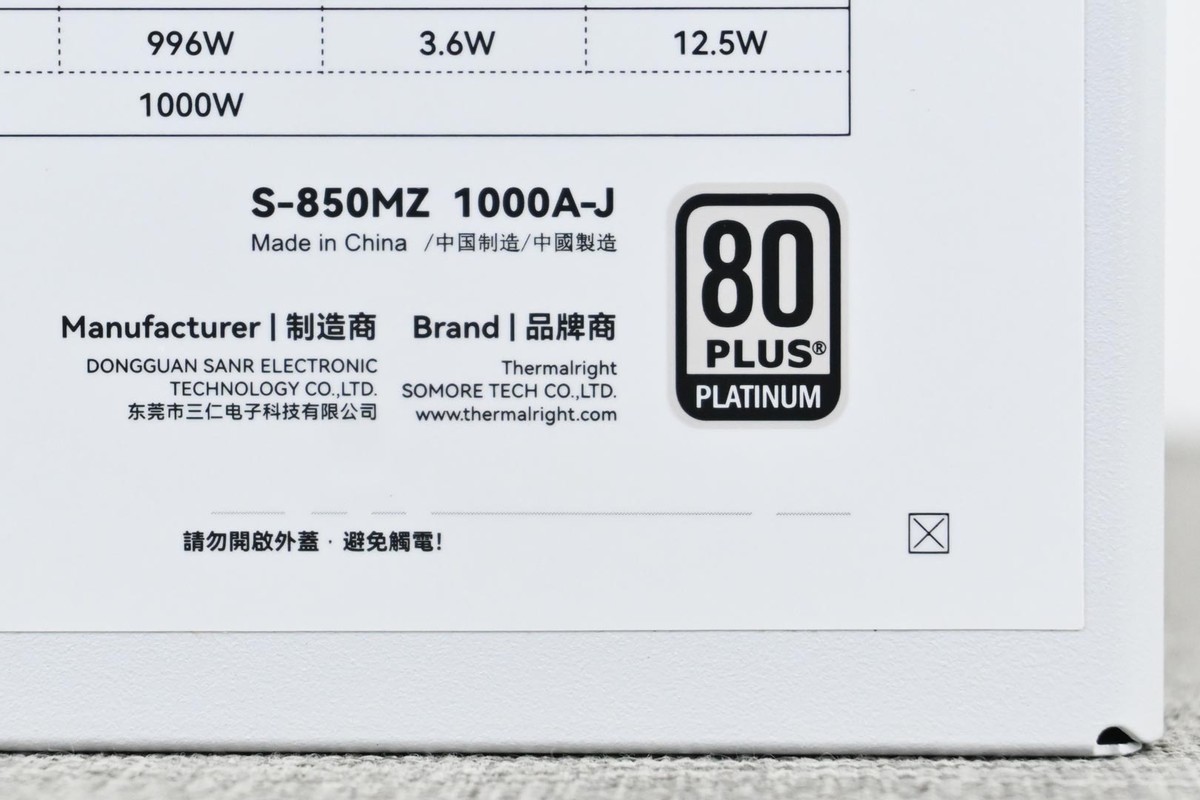 996W 3.6W 12.5W
1000W
S-850MZ 1000A-J
Made in China /中国制造/中國製造
Manufacturer | 制造商
DONGGUAN SANR ELECTRONIC
TECHNOLOGY CO.,LTD.
东莞市三仁电子科技有限公司
Brand | 品牌商
Thermalright
SOMORE TECH CO.,LTD.
www.thermalright.com
80
PLUS®
PLATINUM
請勿開啟外蓋·避免觸電!